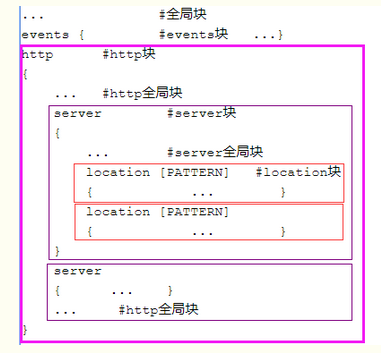 ... #全局块
events { #events块 ...}
http #http块
{
... #http全局块
server #server块
{
... #server全局块
location [PATTERN] #location块
{ ... }
location [PATTERN]
{ ... }
}
server
{ ... }
... #http全局块
}